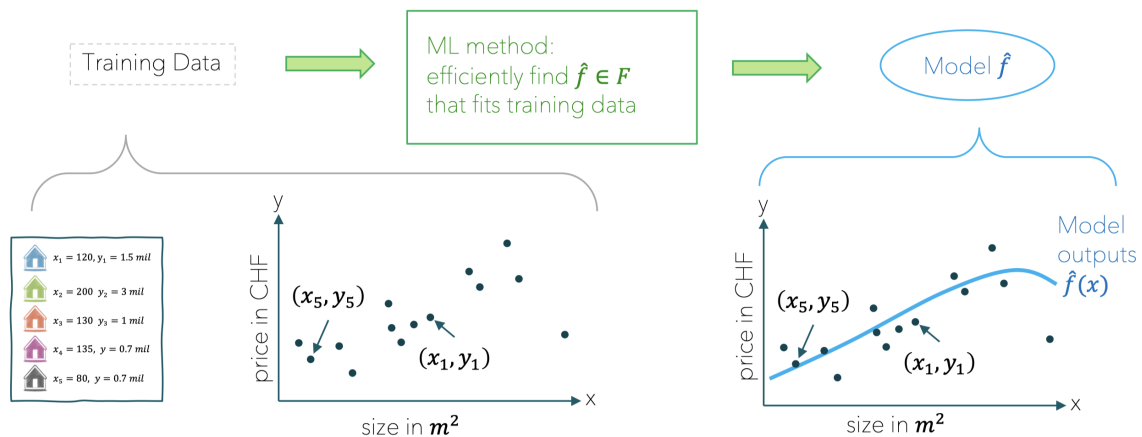 Training Data
ML method:
efficiently find f̂ ∈ F
that fits training data
Model f̂
x₁ = 120, y₁ = 1.5 mil
x₂ = 200 y₂ = 3 mil
x₃ = 130 y₃ = 1 mil
x₄ = 135, y = 0.7 mil
x₅ = 80, y = 0.7 mil
y
price in CHF
(x₅, y₅)
(x₁, y₁)
x
size in m²
y
price in CHF
(x₅, y₅)
(x₁, y₁)
x
size in m²
Model
outputs
f̂(x)